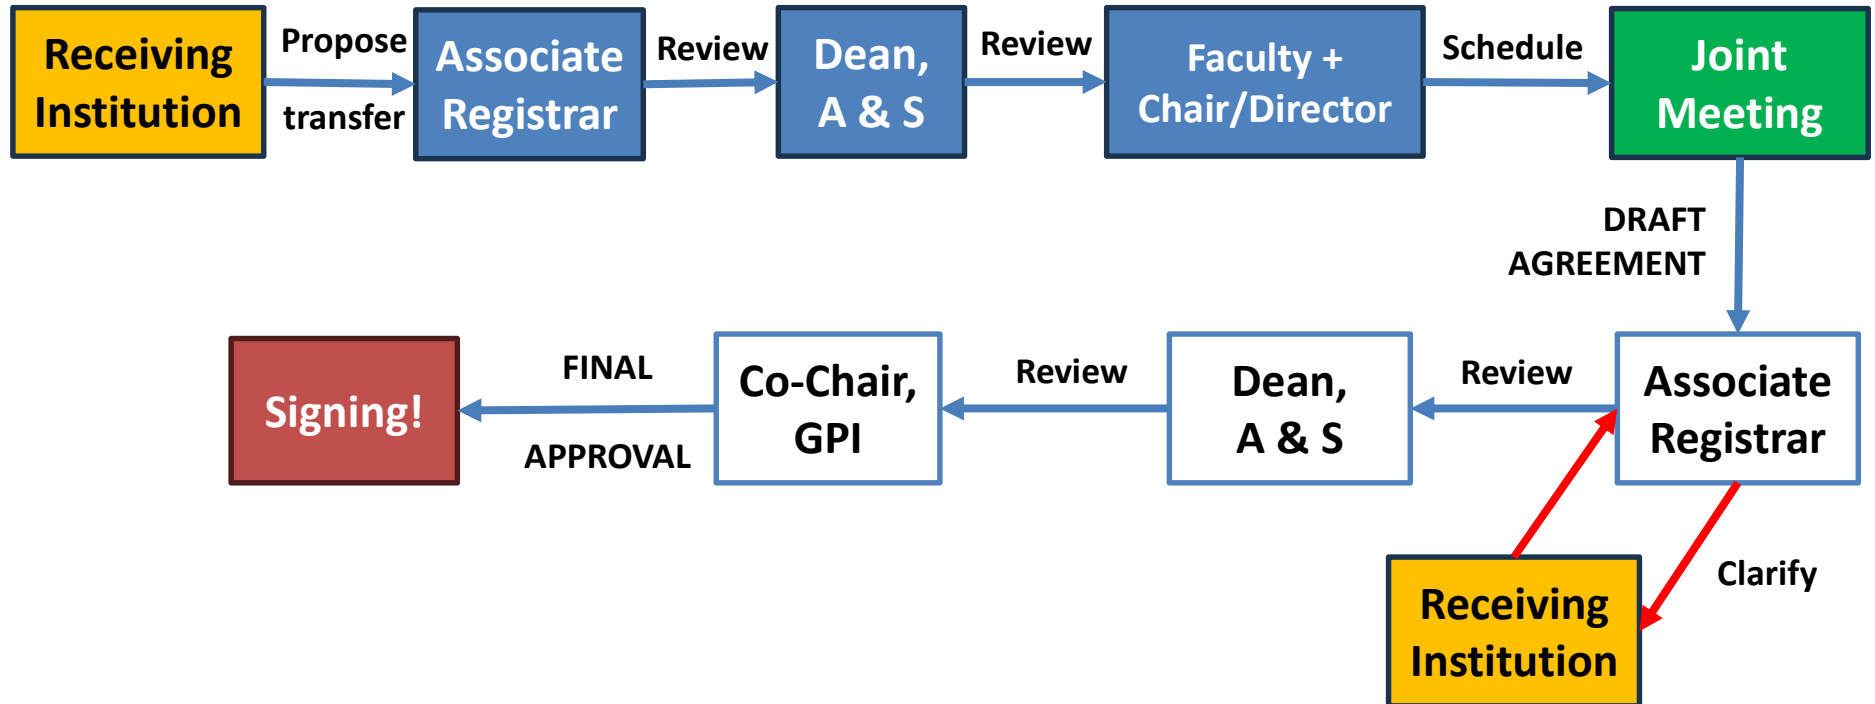 Receiving
Institution
Propose
transfer
Associate
Registrar
Review
Dean,
A & S
Review
Faculty +
Chair/Director
Schedule
Joint
Meeting
DRAFT
AGREEMENT
Signing!
FINAL
APPROVAL
Co-Chair,
GPI
Review
Dean,
A & S
Review
Associate
Registrar
Receiving
Institution
Clarify